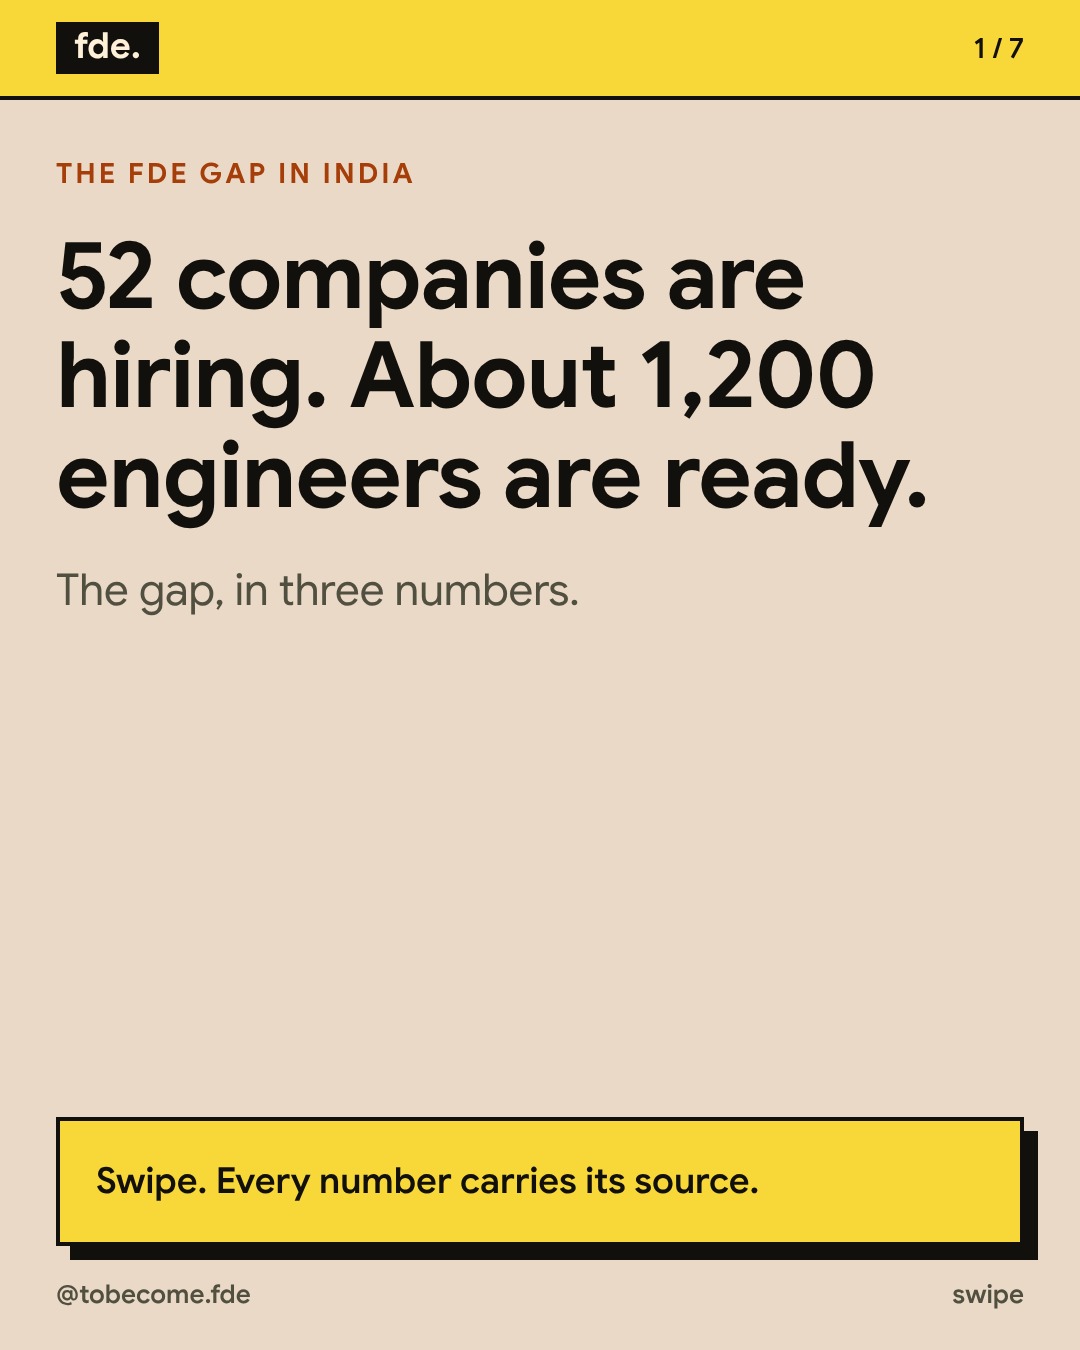 fde.
1 / 7
THE FDE GAP IN INDIA
52 companies are
hiring. About 1,200
engineers are ready.
The gap, in three numbers.
Swipe. Every number carries its source.
@tobecome.fde
swipe